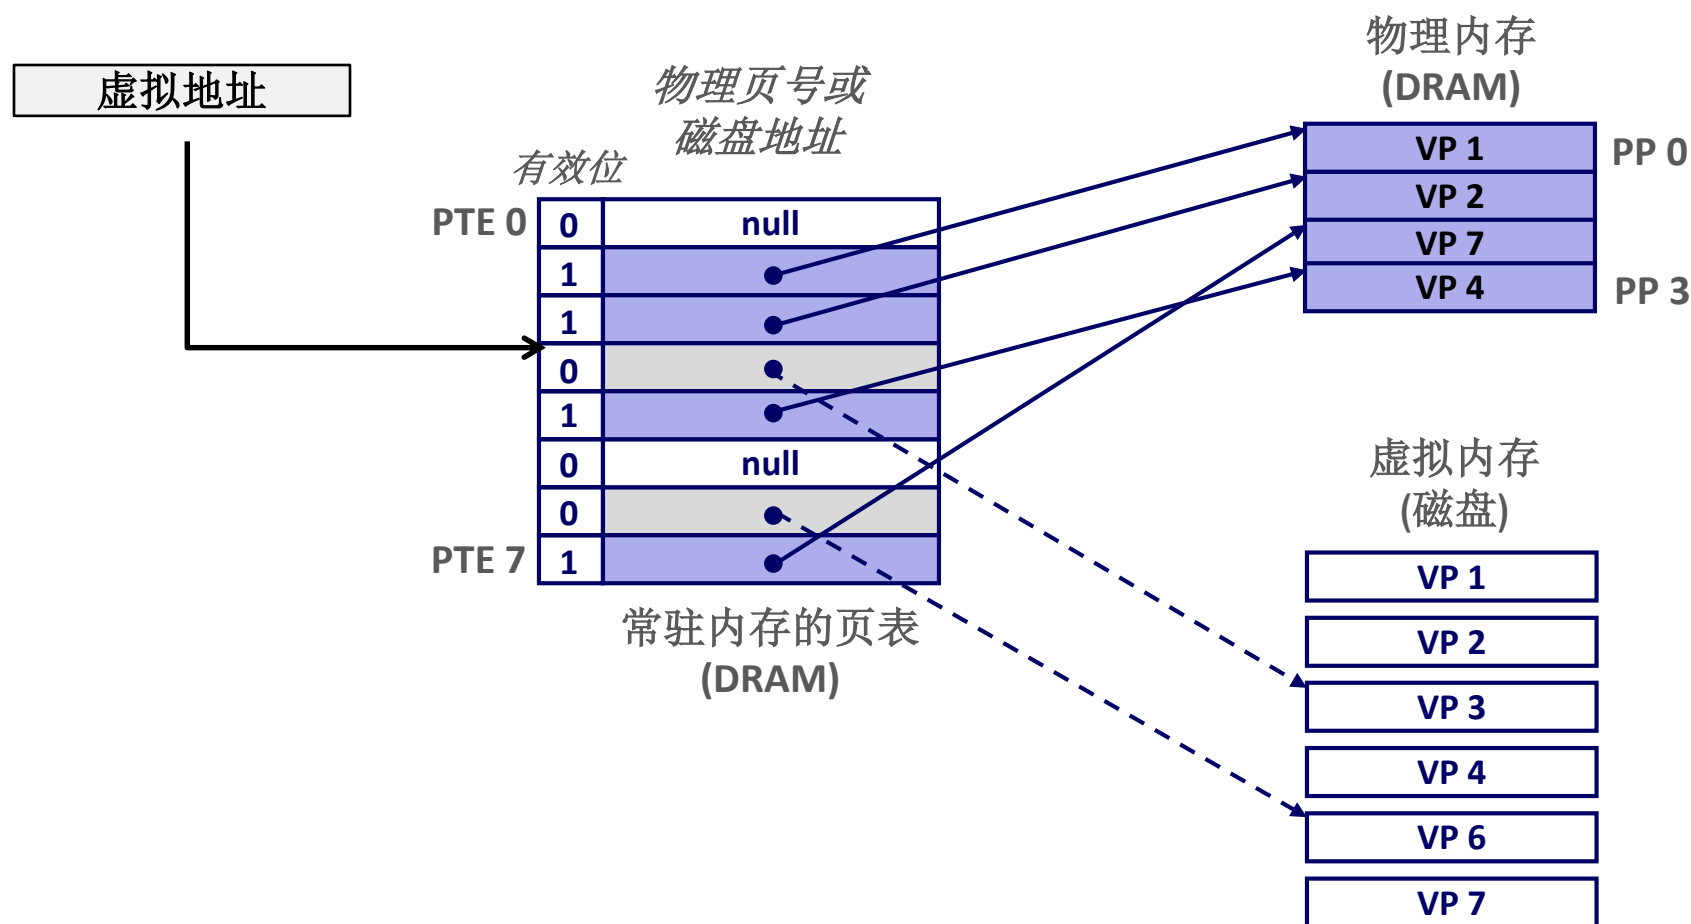 虚拟地址
物理页号或
磁盘地址
有效位
PTE 0
0 null
1
1
0
1
0 null
0
PTE 7
1
常驻内存的页表
(DRAM)
物理内存
(DRAM)
VP 1
PP 0
VP 2
VP 7
VP 4
PP 3
虚拟内存
(磁盘)
VP 1
VP 2
VP 3
VP 4
VP 6
VP 7